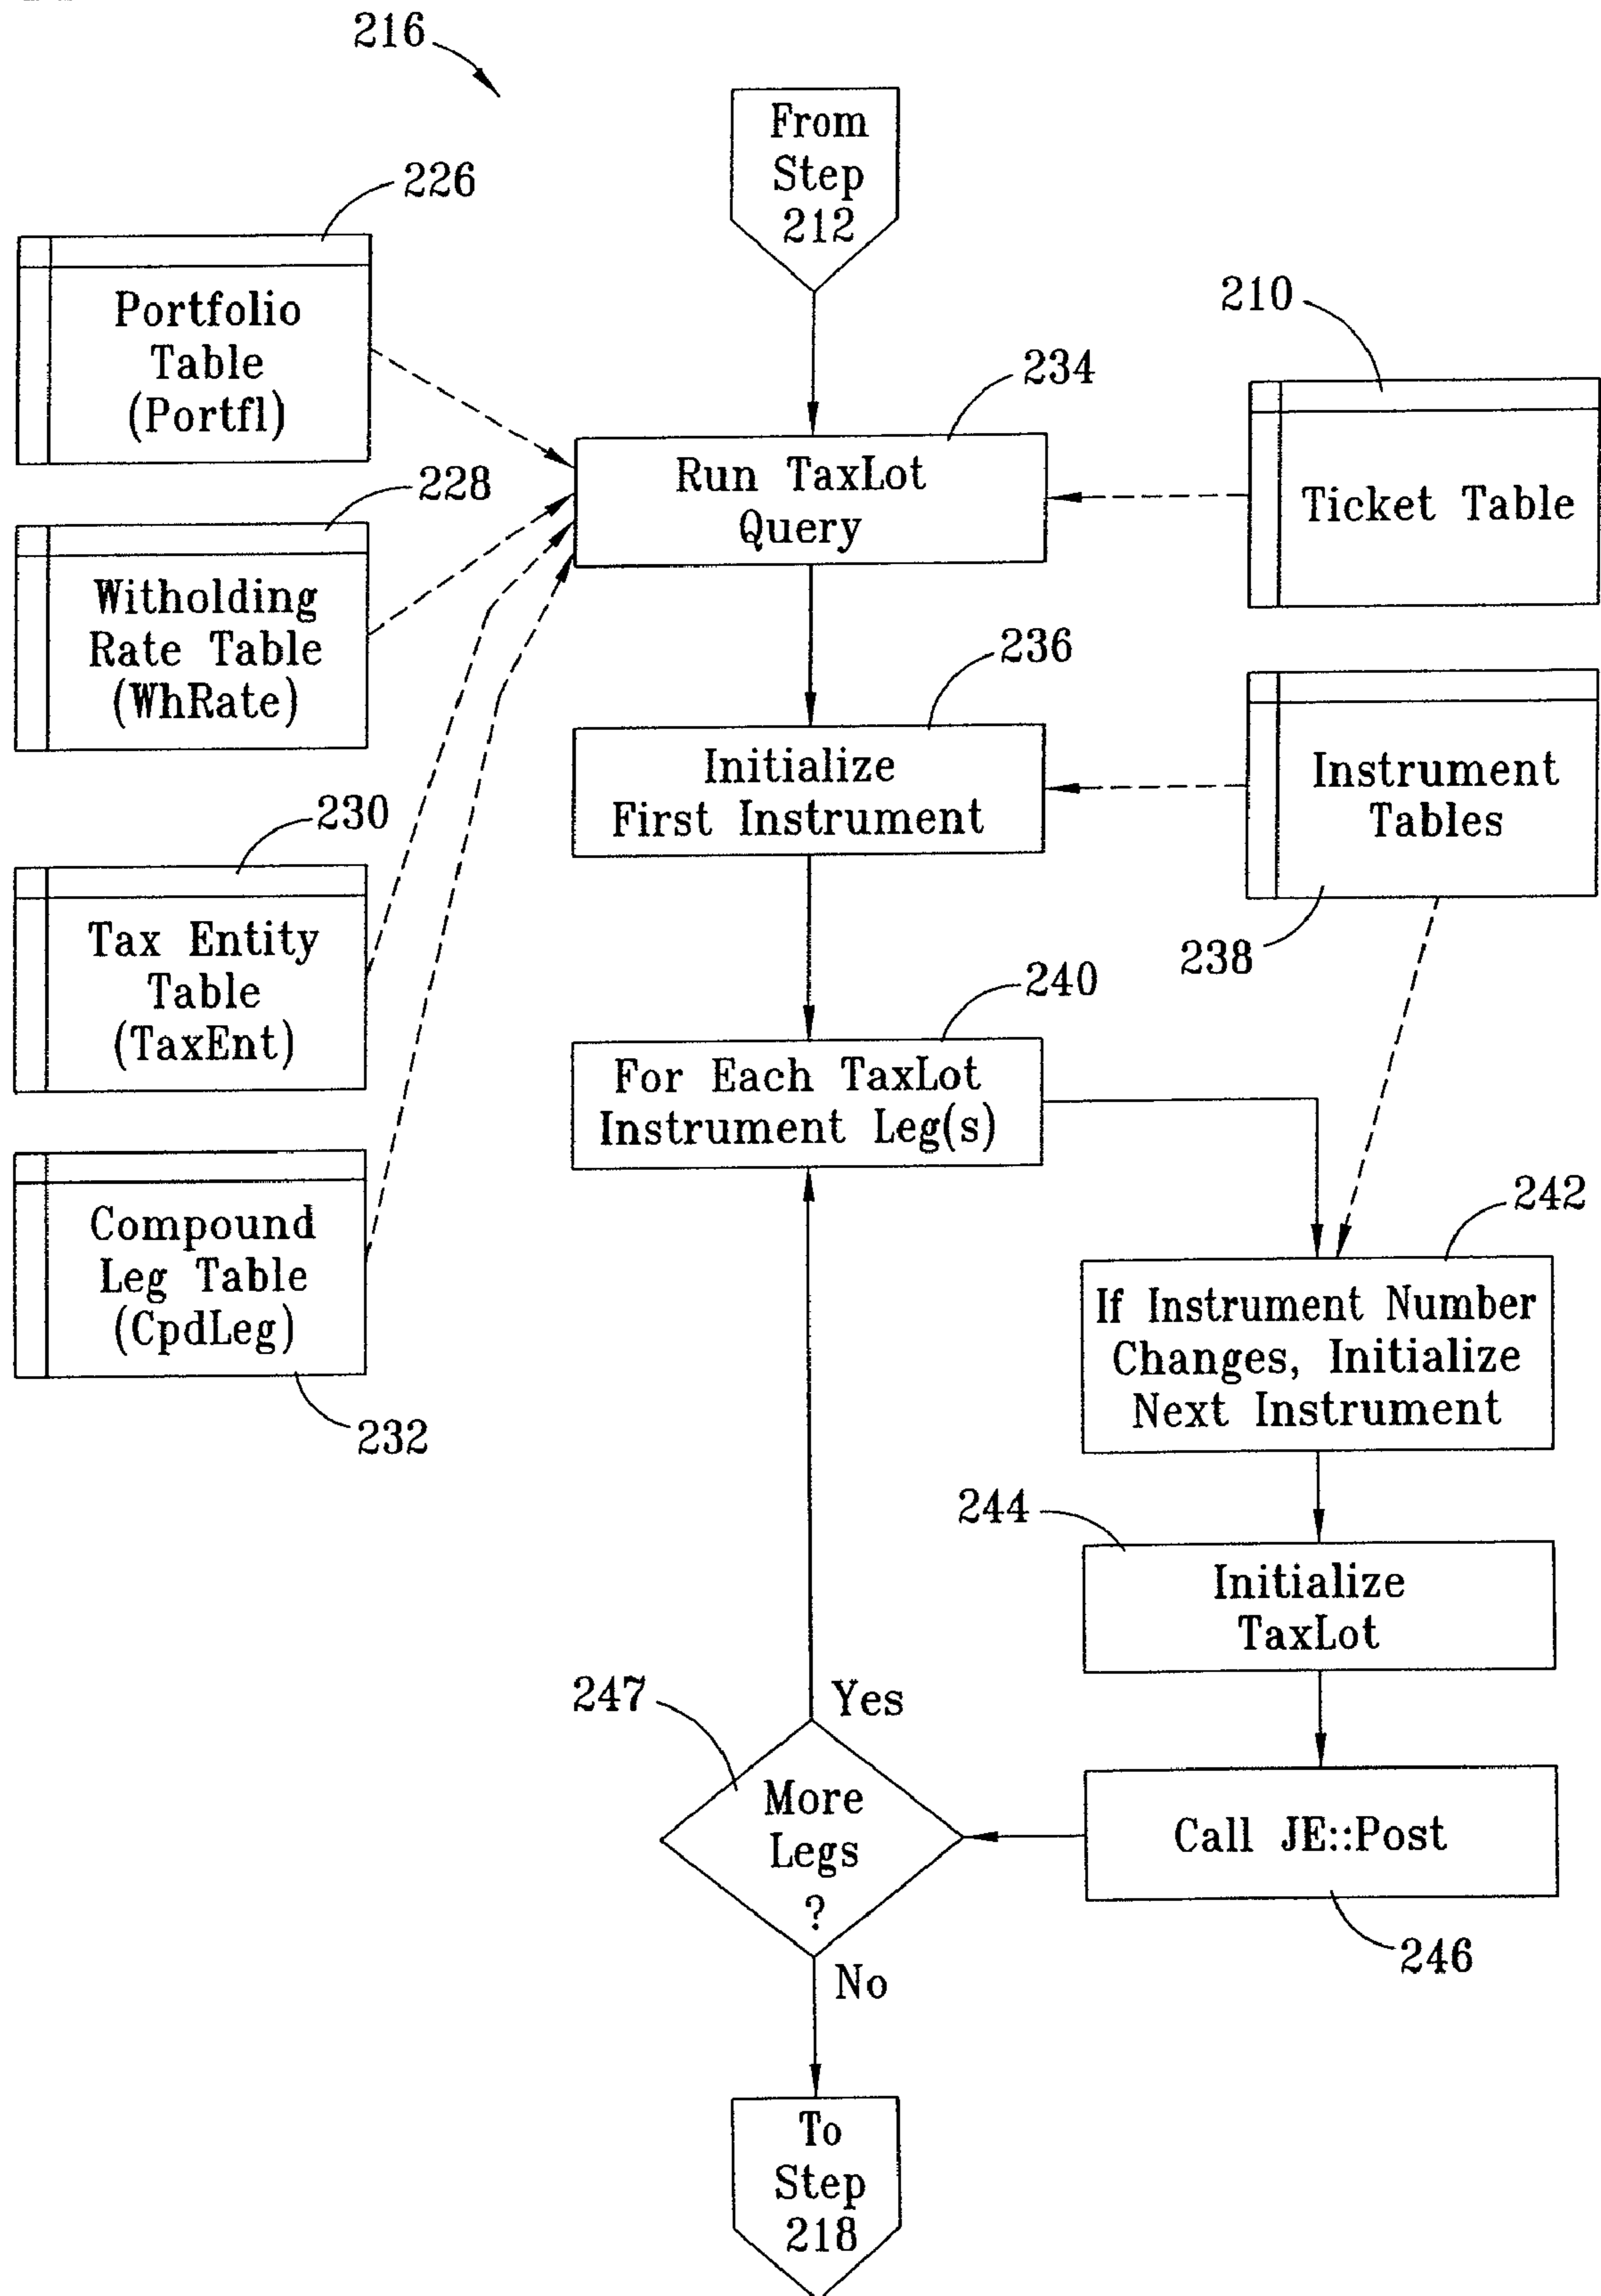 216
From
Step
212
226
Portfolio
Table
(Portfl)
210
Ticket Table
234
Run TaxLot
Query
228
Witholding
Rate Table
(WhRate)
236
Initialize
First Instrument
Instrument
Tables
238
230
Tax Entity
Table
(TaxEnt)
240
For Each TaxLot
Instrument Leg(s)
Compound
Leg Table
(CpdLeg)
232
242
If Instrument Number
Changes, Initialize
Next Instrument
244
Initialize
TaxLot
247
Yes
More
Legs
?
Call JE::Post
246
No
To
Step
218